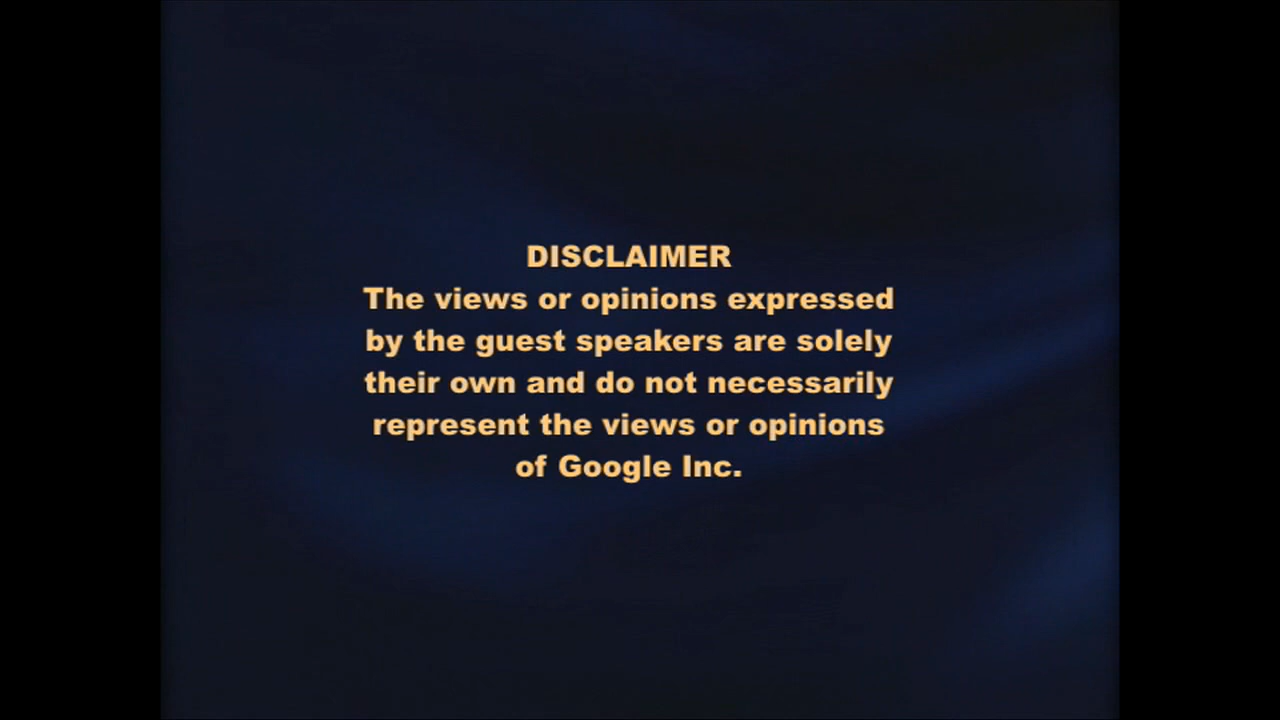 DISCLAIMER
The views or opinions expressed
by the guest speakers are solely
their own and do not necessarily
represent the views or opinions
of Google Inc.